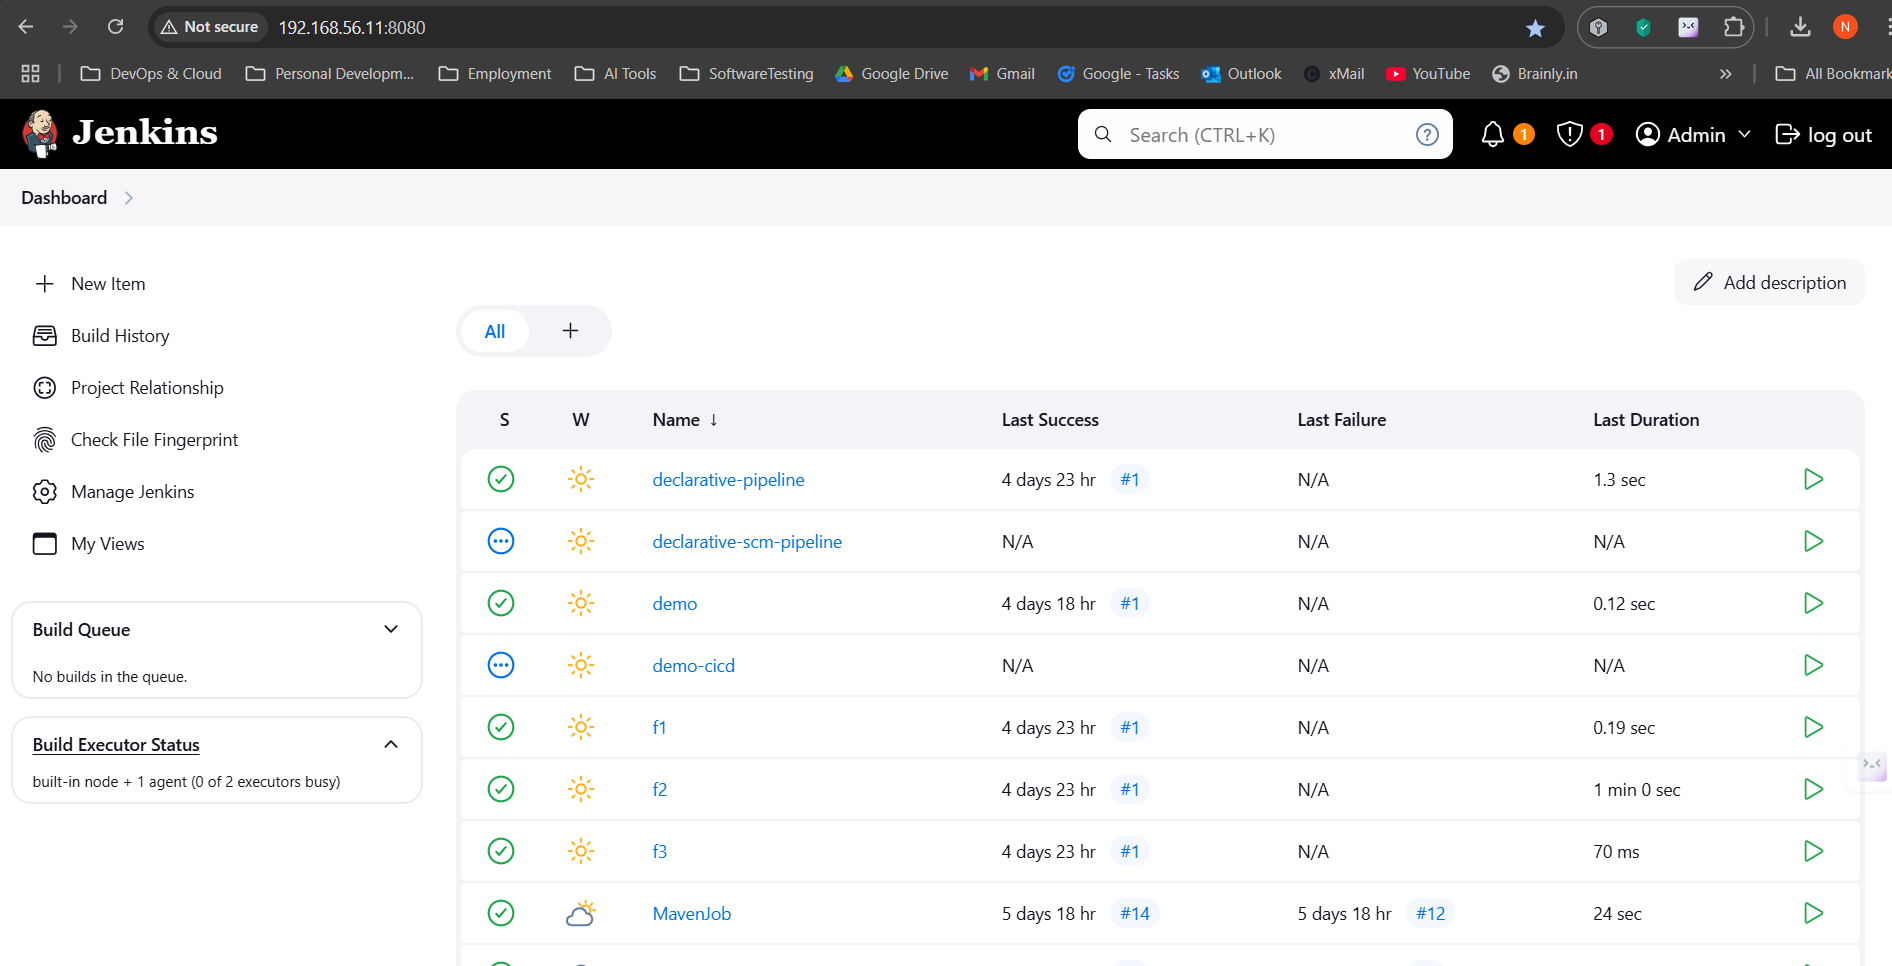 Not secure 192.168.56.11:8080 N
DevOps & Cloud Personal Developm... Employment AI Tools SoftwareTesting Google Drive Gmail Google - Tasks Outlook xMail YouTube Brainly.in » All Bookmark
Jenkins Search (CTRL+K) ? 1 1 Admin log out
Dashboard
New Item
Build History
Project Relationship
Check File Fingerprint
Manage Jenkins
My Views
Build Queue
No builds in the queue.
Build Executor Status
built-in node + 1 agent (0 of 2 executors busy)
Add description
All +
S W Name ↓ Last Success Last Failure Last Duration
declarative-pipeline 4 days 23 hr #1 N/A 1.3 sec
declarative-scm-pipeline N/A N/A N/A
demo 4 days 18 hr #1 N/A 0.12 sec
demo-cicd N/A N/A N/A
f1 4 days 23 hr #1 N/A 0.19 sec
f2 4 days 23 hr #1 N/A 1 min 0 sec
f3 4 days 23 hr #1 N/A 70 ms
MavenJob 5 days 18 hr #14 5 days 18 hr #12 24 sec